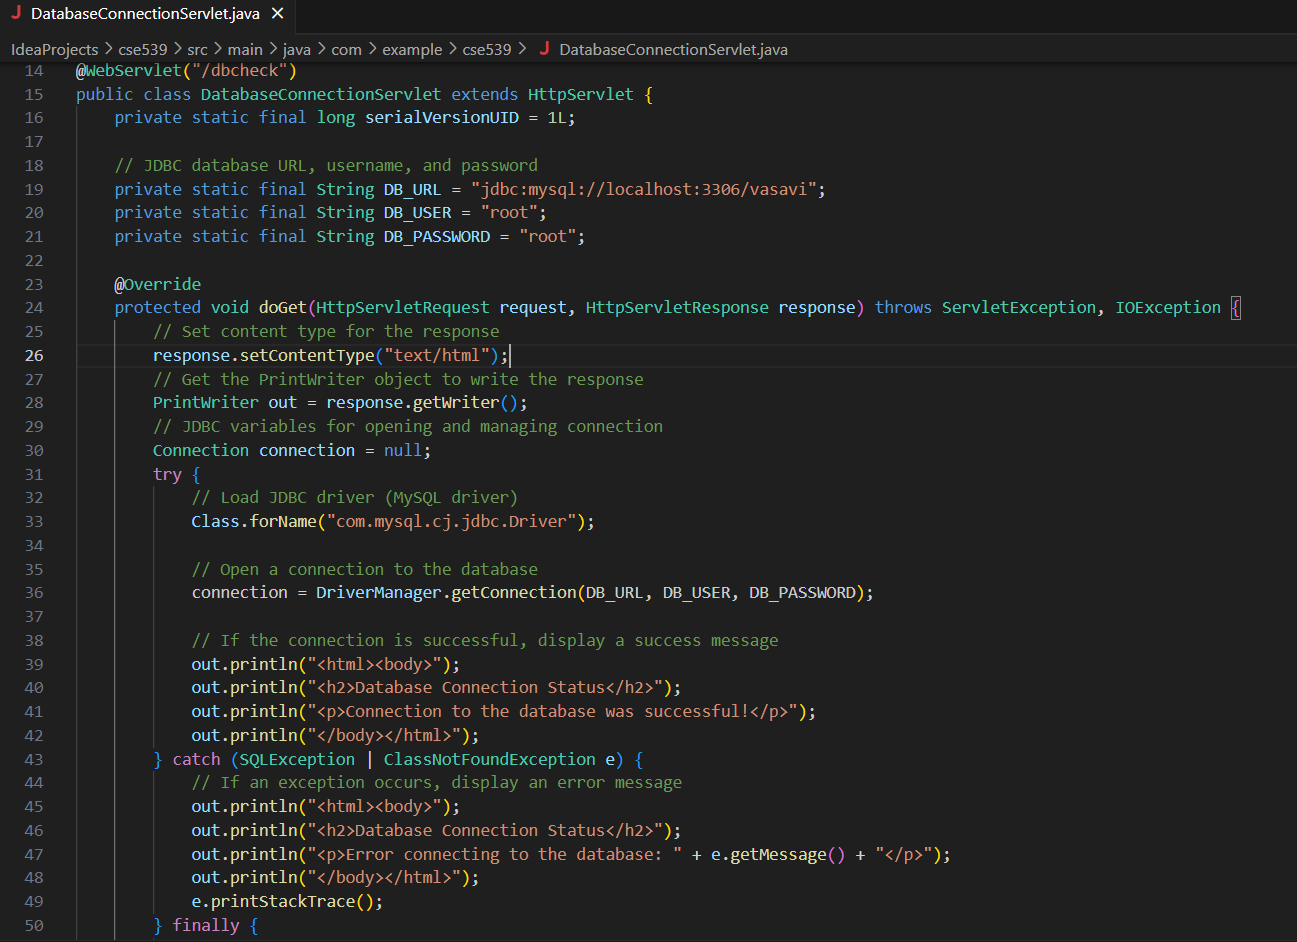 J DatabaseConnectionServlet.java ×
IdeaProjects > cse539 > src > main > java > com > example > cse539 > J DatabaseConnectionServlet.java
14 @WebServlet("/dbcheck")
15 public class DatabaseConnectionServlet extends HttpServlet {
16     private static final long serialVersionUID = 1L;
17
18     // JDBC database URL, username, and password
19     private static final String DB_URL = "jdbc:mysql://localhost:3306/vasavi";
20     private static final String DB_USER = "root";
21     private static final String DB_PASSWORD = "root";
22
23     @Override
24     protected void doGet(HttpServletRequest request, HttpServletResponse response) throws ServletException, IOException {
25         // Set content type for the response
26         response.setContentType("text/html");
27         // Get the PrintWriter object to write the response
28         PrintWriter out = response.getWriter();
29         // JDBC variables for opening and managing connection
30         Connection connection = null;
31         try {
32             // Load JDBC driver (MySQL driver)
33             Class.forName("com.mysql.cj.jdbc.Driver");
34
35             // Open a connection to the database
36             connection = DriverManager.getConnection(DB_URL, DB_USER, DB_PASSWORD);
37
38             // If the connection is successful, display a success message
39             out.println("<html><body>");
40             out.println("<h2>Database Connection Status</h2>");
41             out.println("<p>Connection to the database was successful!</p>");
42             out.println("</body></html>");
43         } catch (SQLException | ClassNotFoundException e) {
44             // If an exception occurs, display an error message
45             out.println("<html><body>");
46             out.println("<h2>Database Connection Status</h2>");
47             out.println("<p>Error connecting to the database: " + e.getMessage() + "</p>");
48             out.println("</body></html>");
49             e.printStackTrace();
50         } finally {